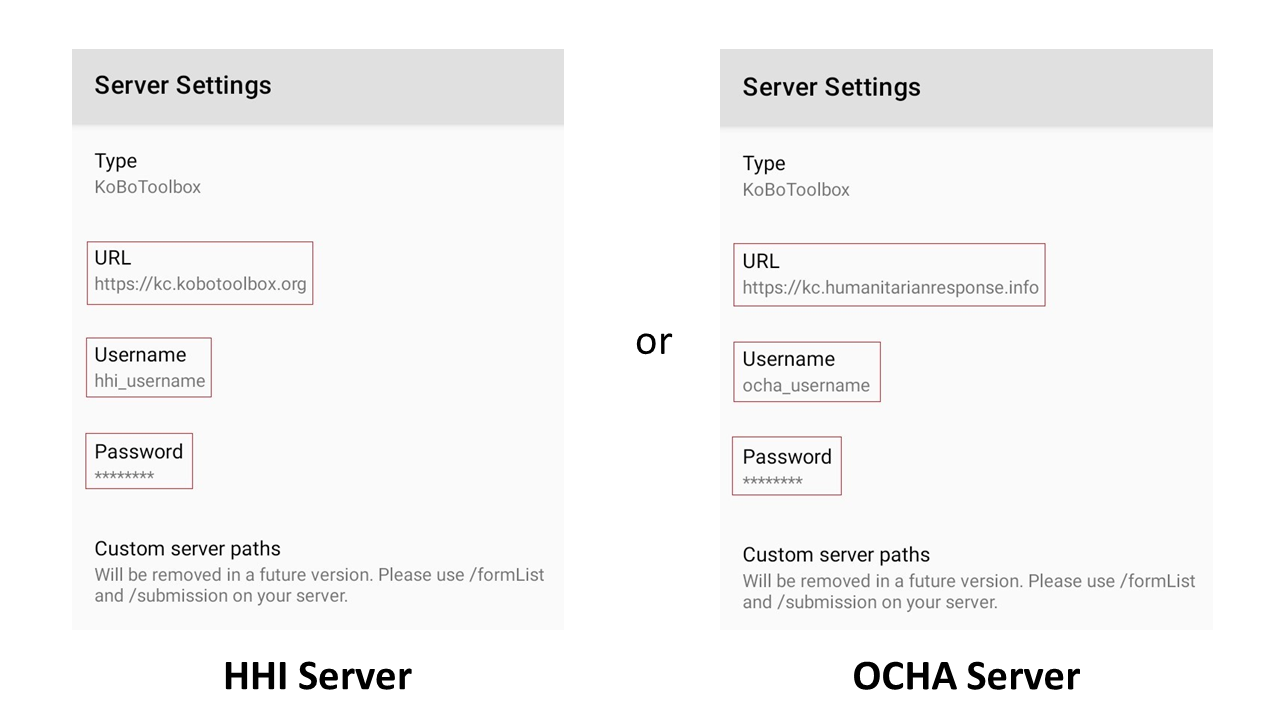 Server Settings
Type
KoBoToolbox
URL
https://kc.kobotoolbox.org
Username
hhi_username
Password
********
Custom server paths
Will be removed in a future version. Please use /formList
and /submission on your server.
HHI Server
or
Server Settings
Type
KoBoToolbox
URL
https://kc.humanitarianresponse.info
Username
ocha_username
Password
********
Custom server paths
Will be removed in a future version. Please use /formList
and /submission on your server.
OCHA Server